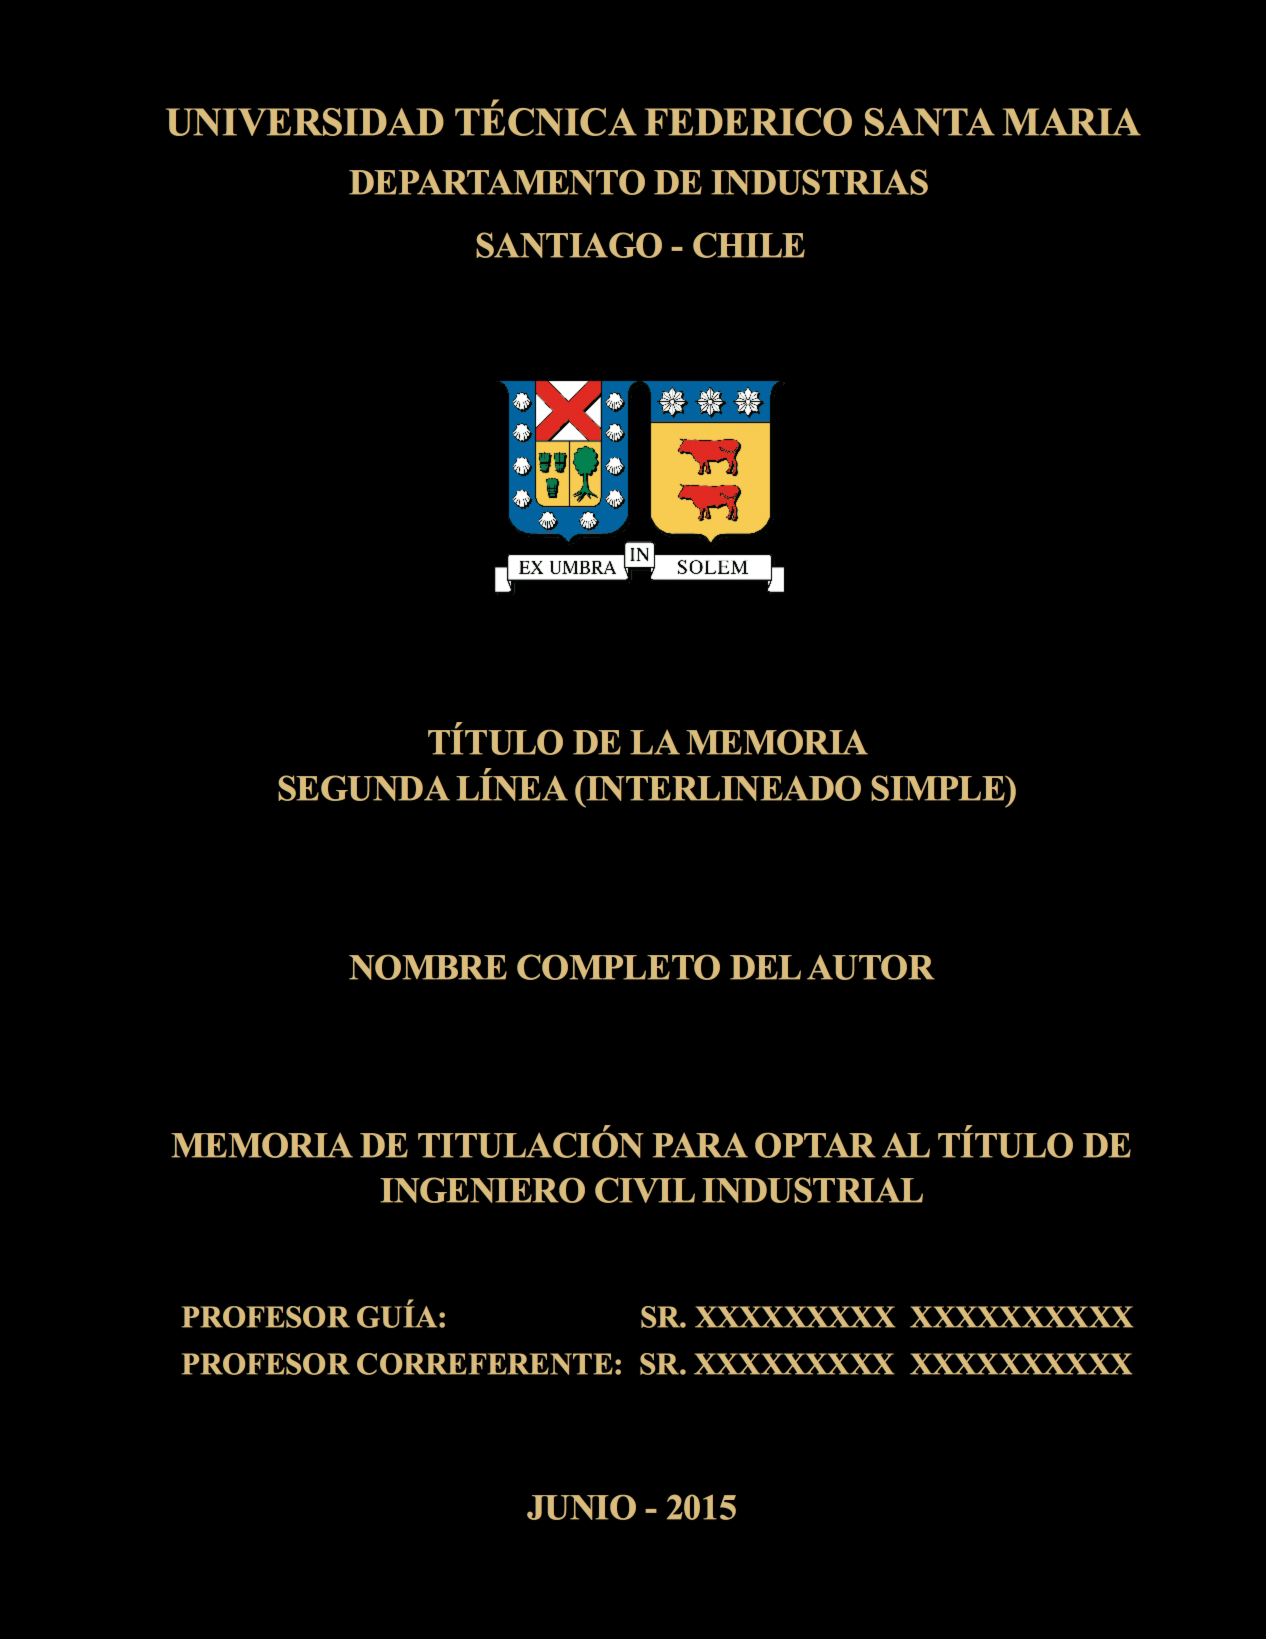 UNIVERSIDAD TÉCNICA FEDERICO SANTA MARIA
DEPARTAMENTO DE INDUSTRIAS
SANTIAGO - CHILE
EX UMBRA IN SOLEM
TÍTULO DE LA MEMORIA
SEGUNDA LÍNEA (INTERLINEADO SIMPLE)
NOMBRE COMPLETO DEL AUTOR
MEMORIA DE TITULACIÓN PARA OPTAR AL TÍTULO DE
INGENIERO CIVIL INDUSTRIAL
PROFESOR GUÍA: SR. XXXXXXXXX XXXXXXXXXX
PROFESOR CORREFERENTE: SR. XXXXXXXXX XXXXXXXXXX
JUNIO - 2015